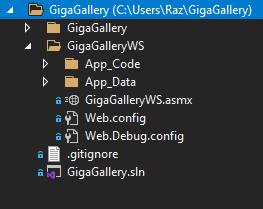 GigaGallery (C:\Users\Raz\GigaGallery)
GigaGallery
GigaGalleryWS
App_Code
App_Data
GigaGalleryWS.asmx
Web.config
Web.Debug.config
.gitignore
GigaGallery.sln